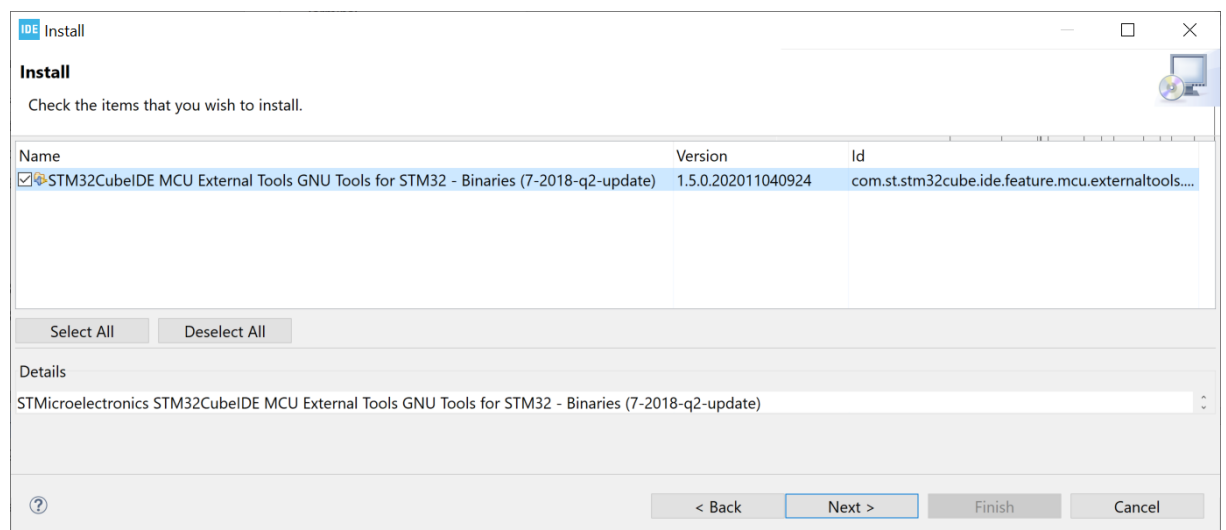 IDE Install
Install
Check the items that you wish to install.
Name Version Id
STM32CubeIDE MCU External Tools GNU Tools for STM32 - Binaries (7-2018-q2-update) 1.5.0.202011040924 com.st.stm32cube.ide.feature.mcu.externaltools....
Select All Deselect All
Details
STMicroelectronics STM32CubeIDE MCU External Tools GNU Tools for STM32 - Binaries (7-2018-q2-update)
? < Back Next > Finish Cancel